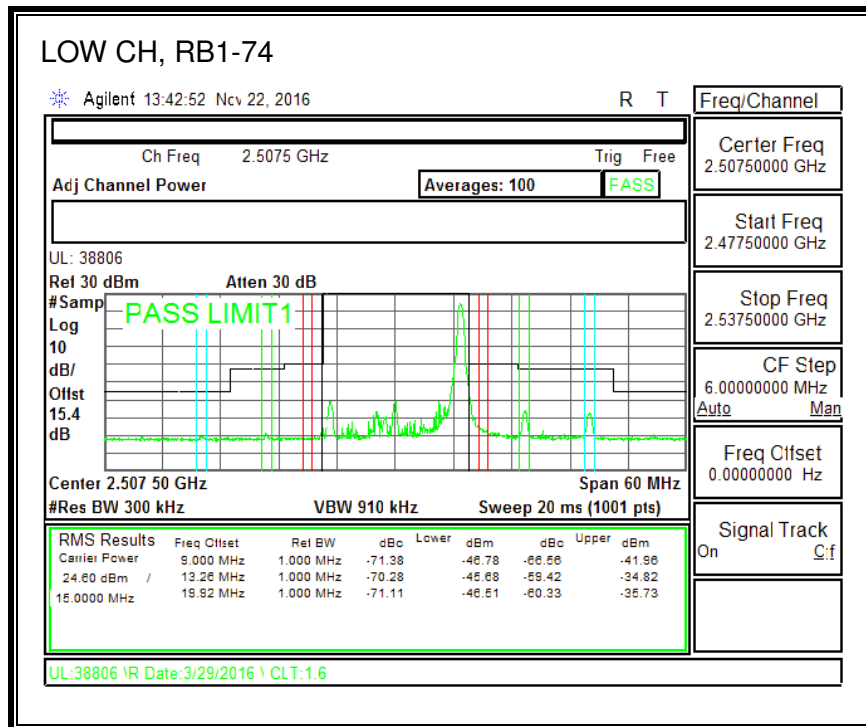 LOW CH, RB1-74
Agilent 13:42:52 Nov 22, 2016 R T
Ch Freq 2.5075 GHz Trig Free
Adj Channel Power Averages: 100 PASS
UL: 38806
Ref 30 dBm Atten 30 dB
#Samp
Log
10
dB/
Offst
15.4
dB
PASS LIMIT1
Center 2.507 50 GHz Span 60 MHz
#Res BW 300 kHz VBW 910 kHz Sweep 20 ms (1001 pts)
RMS Results Freq Offset Ref BW dBc Lower dBm dBc Upper dBm
Carrier Power 9.000 MHz 1.000 MHz -71.38 -46.78 -66.56 -41.96
24.60 dBm / 13.26 MHz 1.000 MHz -70.28 -45.68 -59.42 -34.82
15.0000 MHz 19.92 MHz 1.000 MHz -71.11 -46.51 -60.33 -35.73
UL:38806 \R Date:3/29/2016 \ CLT:1.6
Freq/Channel
Center Freq
2.50750000 GHz
Start Freq
2.47750000 GHz
Stop Freq
2.53750000 GHz
CF Step
6.00000000 MHz
Auto Man
Freq Offset
0.00000000 Hz
Signal Track
On Off